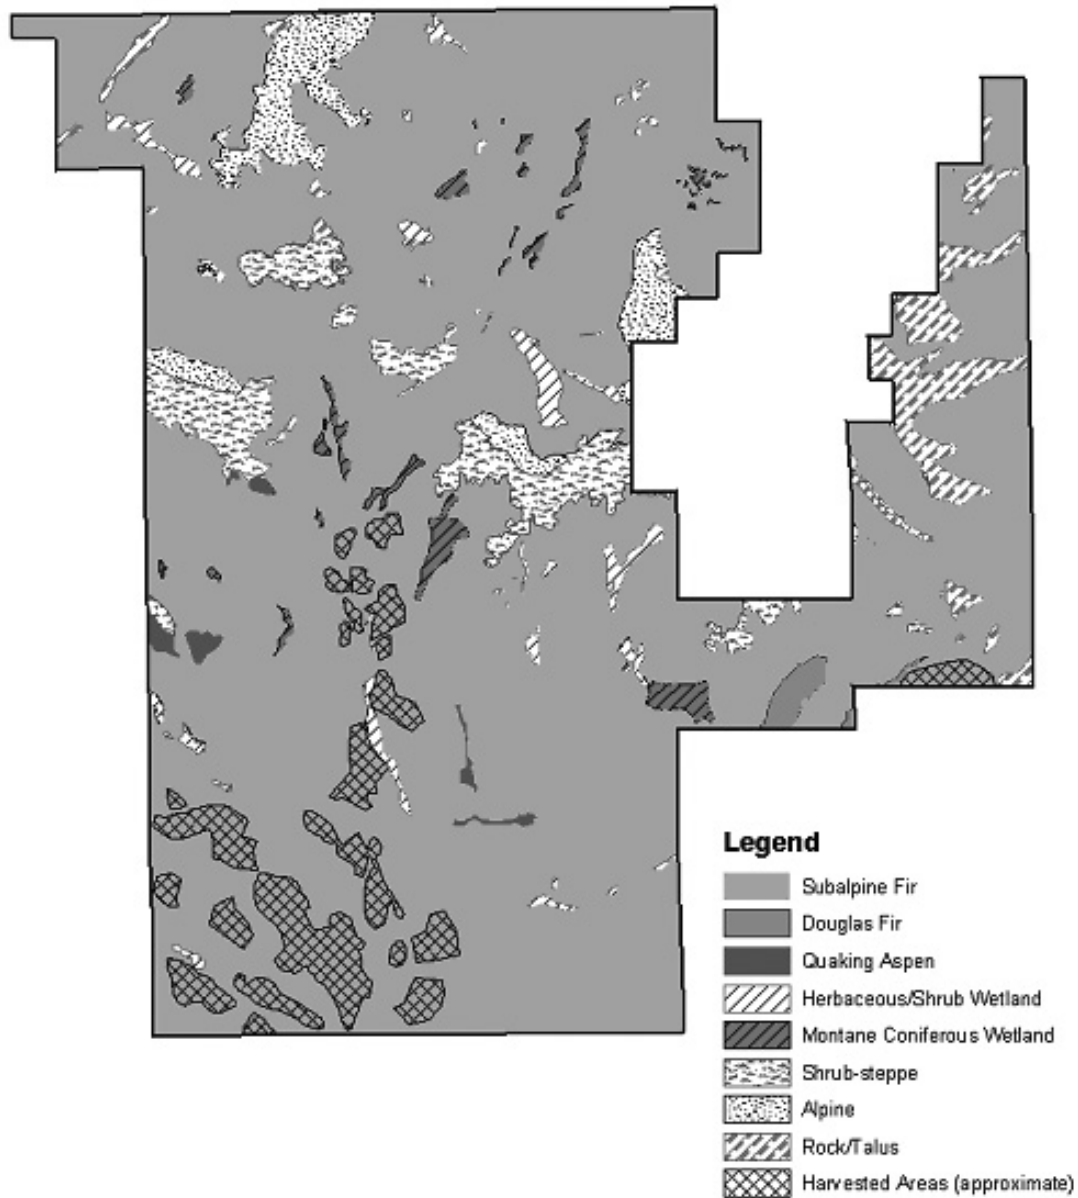 Legend
Subalpine Fir
Douglas Fir
Quaking Aspen
Herbaceous/Shrub Wetland
Montane Coniferous Wetland
Shrub-steppe
Alpine
Rock/Talus
Harvested Areas (approximate)